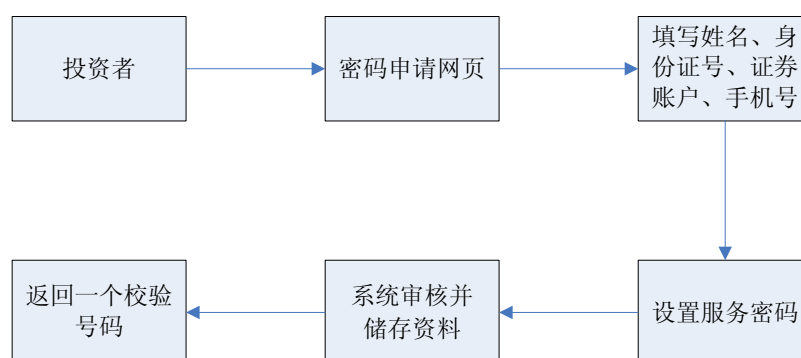 投资者
密码申请网页
填写姓名、身
份证号、证券
账户、手机号
设置服务密码
系统审核并
储存资料
返回一个校验
号码